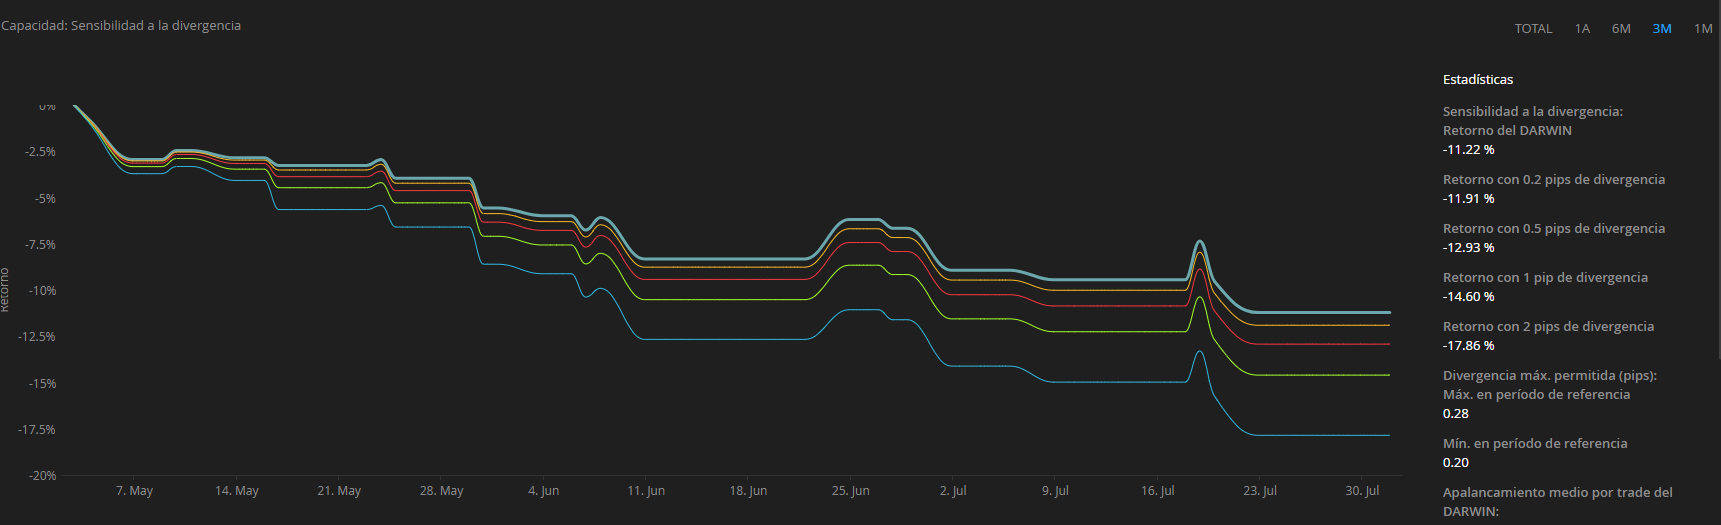 Capacidad: Sensibilidad a la divergencia
TOTAL 1A 6M 3M 1M
Estadísticas
Sensibilidad a la divergencia:
Retorno del DARWIN
-11.22 %
Retorno con 0.2 pips de divergencia
-11.91 %
Retorno con 0.5 pips de divergencia
-12.93 %
Retorno con 1 pip de divergencia
-14.60 %
Retorno con 2 pips de divergencia
-17.86 %
Divergencia máx. permitida (pips):
Máx. en período de referencia
0.28
Mín. en período de referencia
0.20
Apalancamiento medio por trade del
DARWIN:
Retorno
0%
-2.5%
-5%
-7.5%
-10%
-12.5%
-15%
-17.5%
-20%
7. May 14. May 21. May 28. May 4. Jun 11. Jun 18. Jun 25. Jun 2. Jul 9. Jul 16. Jul 23. Jul 30. Jul